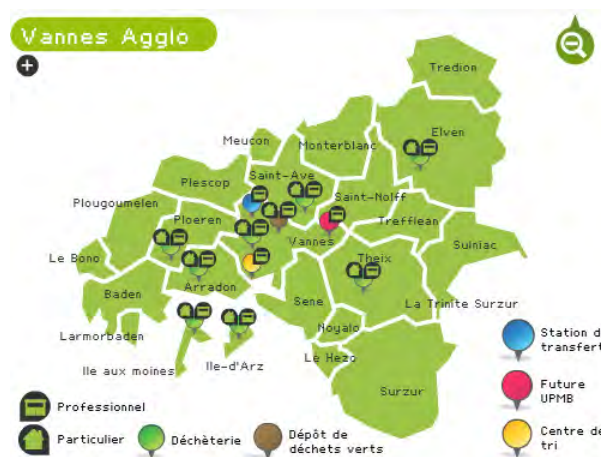 Vannes Agglo
Tredion
Elven
Meucon
Monterblanc
Saint-Ave
Plescop
Saint-Nolff
Plougoumelen
Ploeren
Trefflean
Vannes
Sulniac
Le Bono
Theix
Arradon
Baden
Sene
La Trinite Surzur
Larmorbaden
Noyalo
Ile aux moines
Ile-d'Arz
Le Hezo
Surzur
Station d
transfert
Future
UPMB
Centre de
tri
Professionnel
Particulier
Déchèterie
Dépôt de
déchets verts